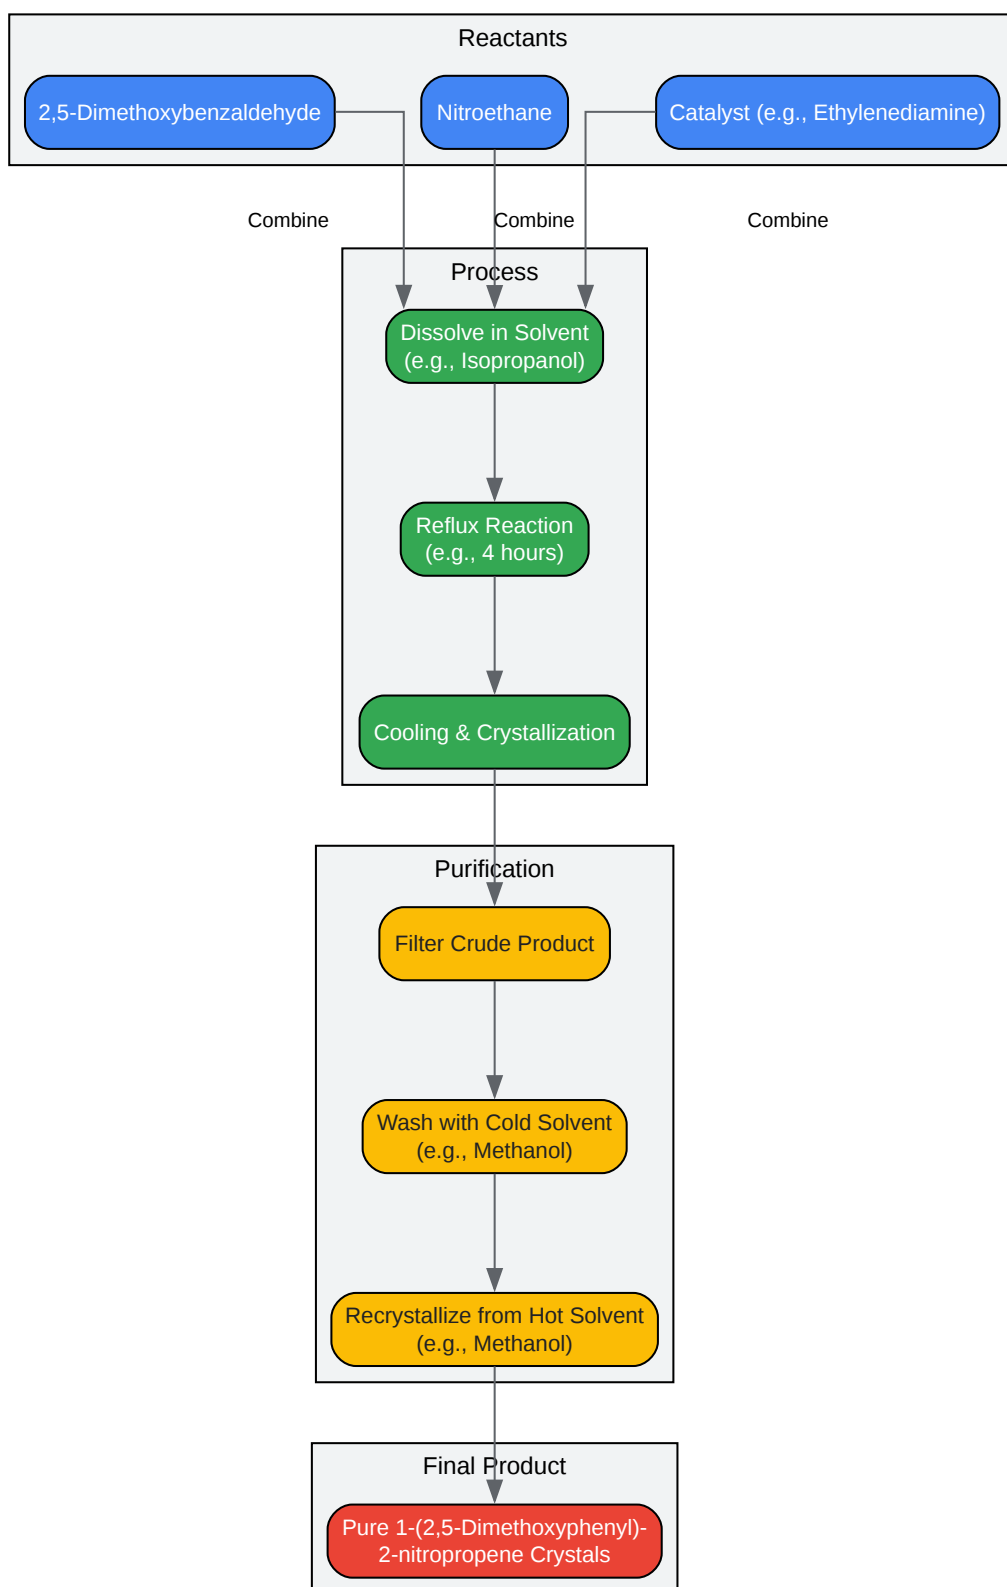 Reactants
2,5-Dimethoxybenzaldehyde
Nitroethane
Catalyst (e.g., Ethylenediamine)
Combine
Combine
Combine
Process
Dissolve in Solvent
(e.g., Isopropanol)
Reflux Reaction
(e.g., 4 hours)
Cooling & Crystallization
Purification
Filter Crude Product
Wash with Cold Solvent
(e.g., Methanol)
Recrystallize from Hot Solvent
(e.g., Methanol)
Final Product
Pure 1-(2,5-Dimethoxyphenyl)-
2-nitropropene Crystals